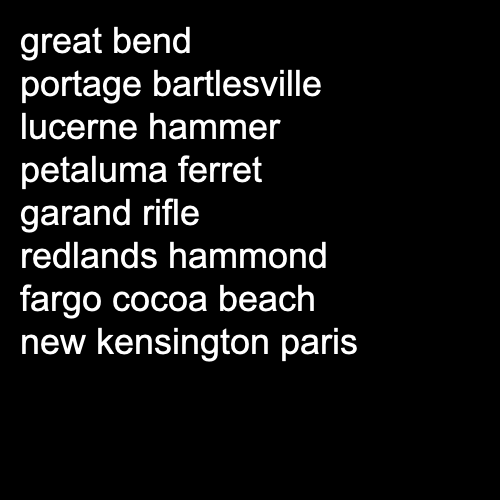 great bend
portage bartlesville
lucerne hammer
petaluma ferret
garand rifle
redlands hammond
fargo cocoa beach
new kensington paris